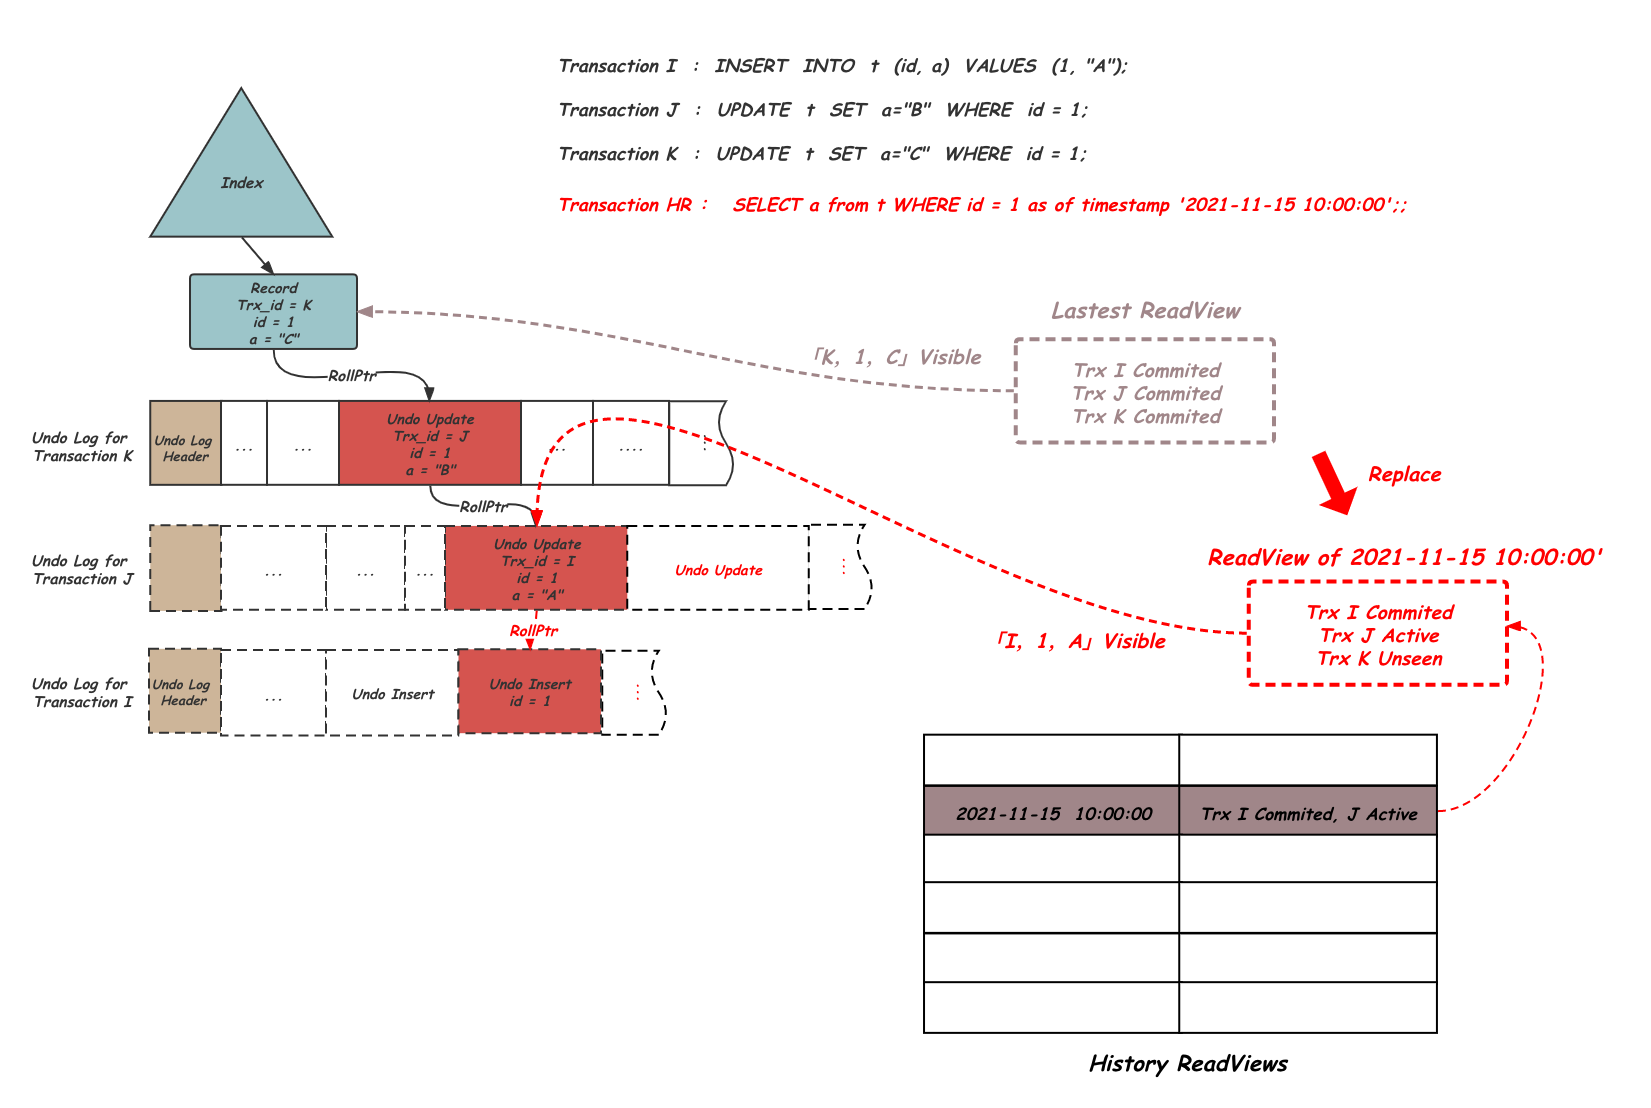 Transaction I : INSERT INTO t (id, a) VALUES (1, "A");
Transaction J : UPDATE t SET a="B" WHERE id = 1;
Transaction K : UPDATE t SET a="C" WHERE id = 1;
Transaction HR : SELECT a from t WHERE id = 1 as of timestamp '2021-11-15 10:00:00';;
Index
Record
Trx_id = K
id = 1
a = "C"
RollPtr
Lastest ReadView
「K, 1, C」Visible
Trx I Commited
Trx J Commited
Trx K Commited
Undo Log for
Transaction K
Undo Log
Header
...
...
Undo Update
Trx_id = J
id = 1
a = "B"
...
....
...
Replace
RollPtr
Undo Log for
Transaction J
...
...
...
Undo Update
Trx_id = I
id = 1
a = "A"
Undo Update
...
ReadView of 2021-11-15 10:00:00'
Trx I Commited
Trx J Active
Trx K Unseen
「I, 1, A」Visible
RollPtr
Undo Log for
Transaction I
Undo Log
Header
...
Undo Insert
Undo Insert
id = 1
...
2021-11-15 10:00:00
Trx I Commited, J Active
History ReadViews